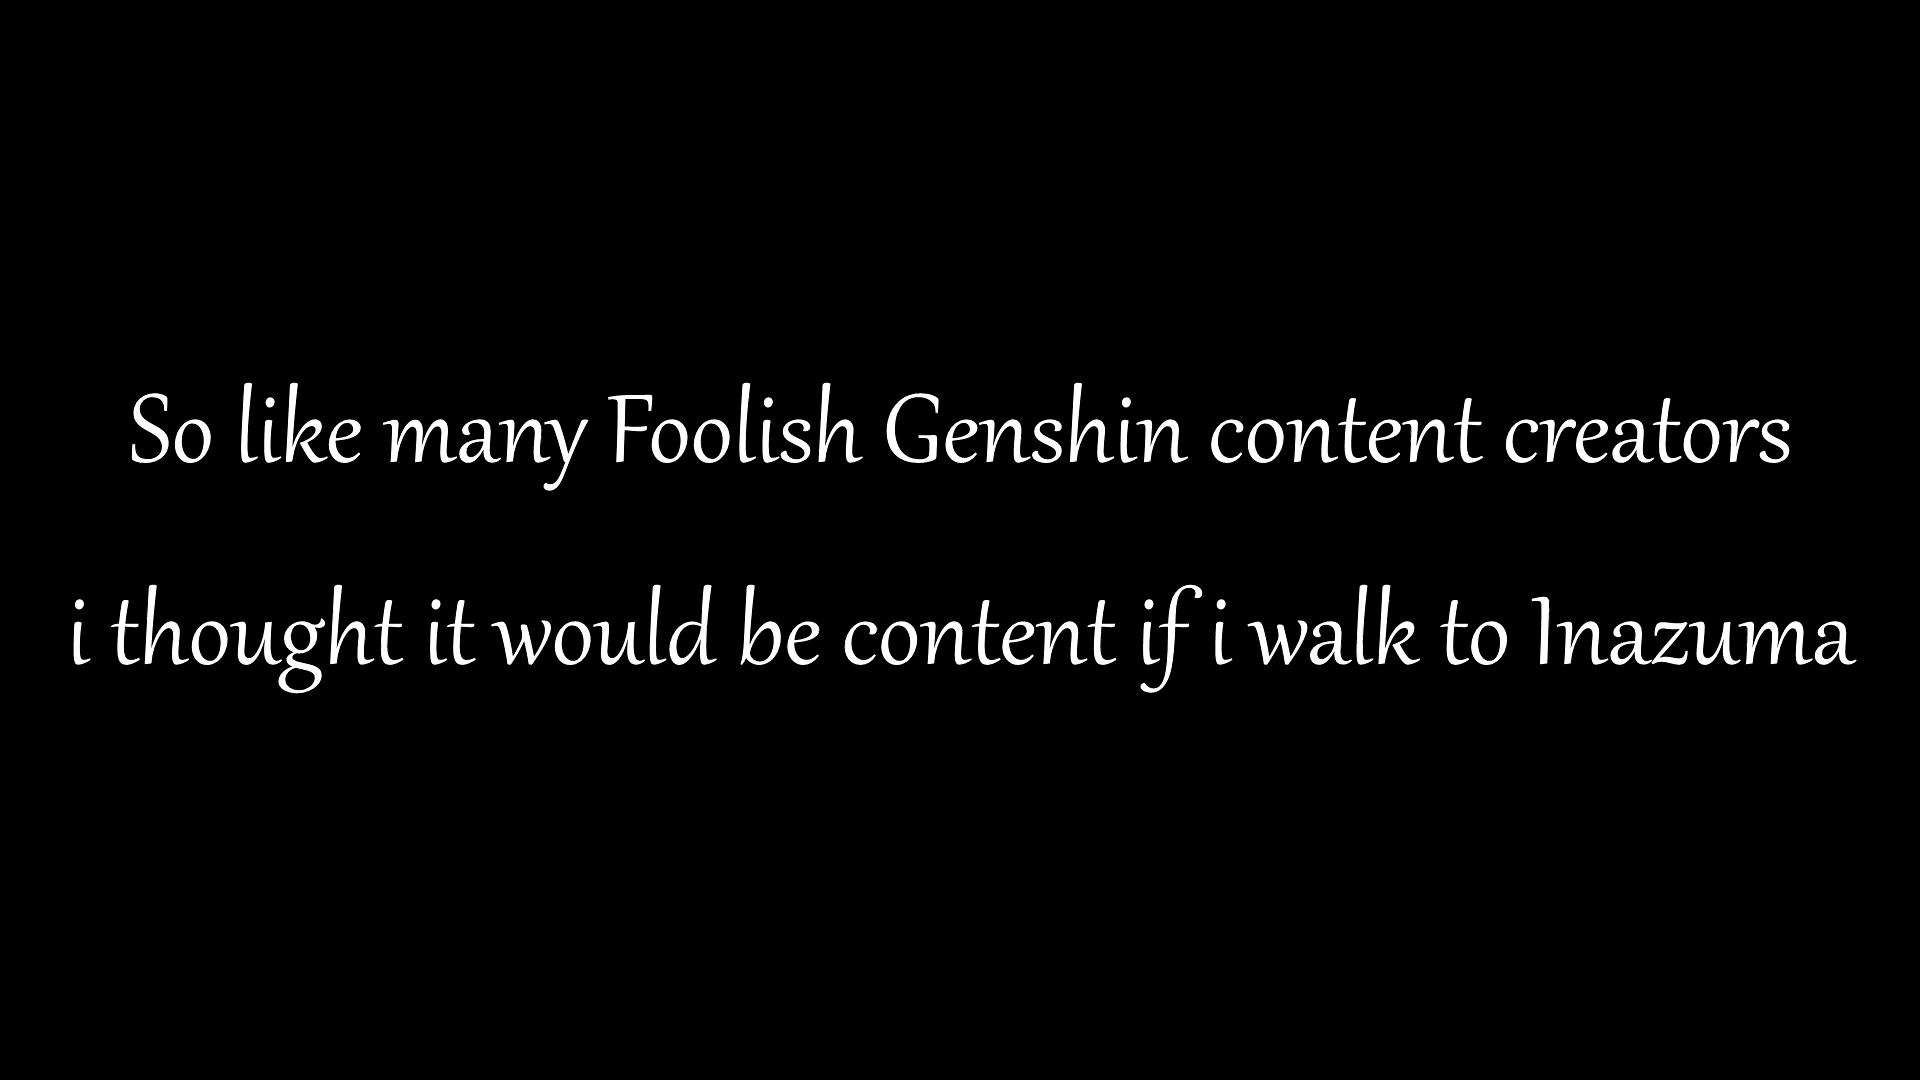 So like many Foolish Genshin content creators
i thought it would be content if i walk to Inazuma